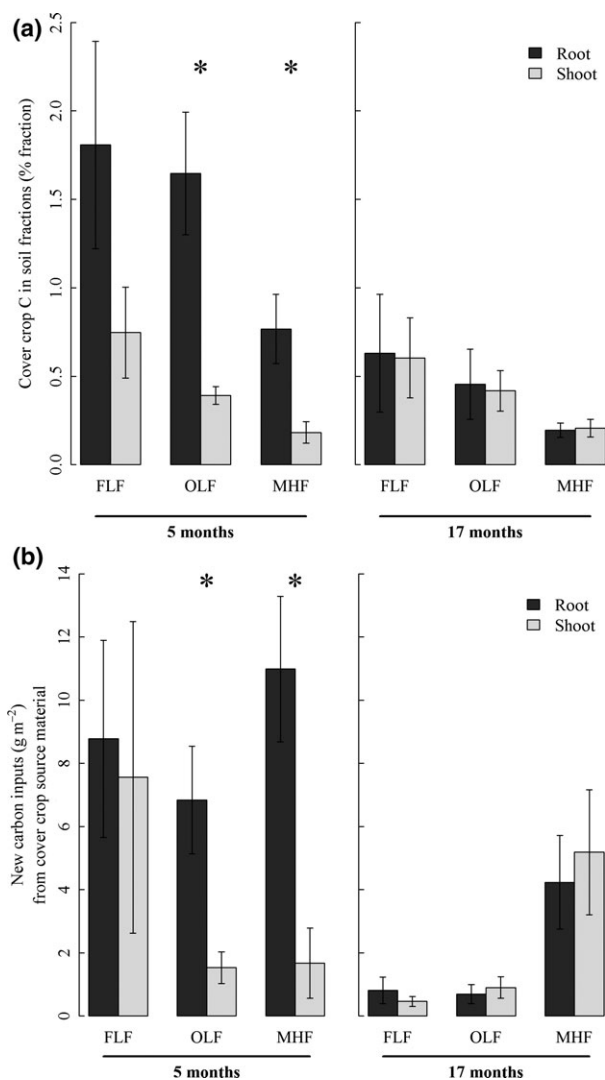 (a)
Cover crop C in soil fractions (% fraction)
2.5
2.0
1.5
1.0
0.5
0.0
* *
Root
Shoot
FLF OLF MHF FLF OLF MHF
5 months 17 months
(b)
New carbon inputs (g m⁻²)
from cover crop source material
14
12
10
8
6
4
2
0
* *
Root
Shoot
FLF OLF MHF FLF OLF MHF
5 months 17 months